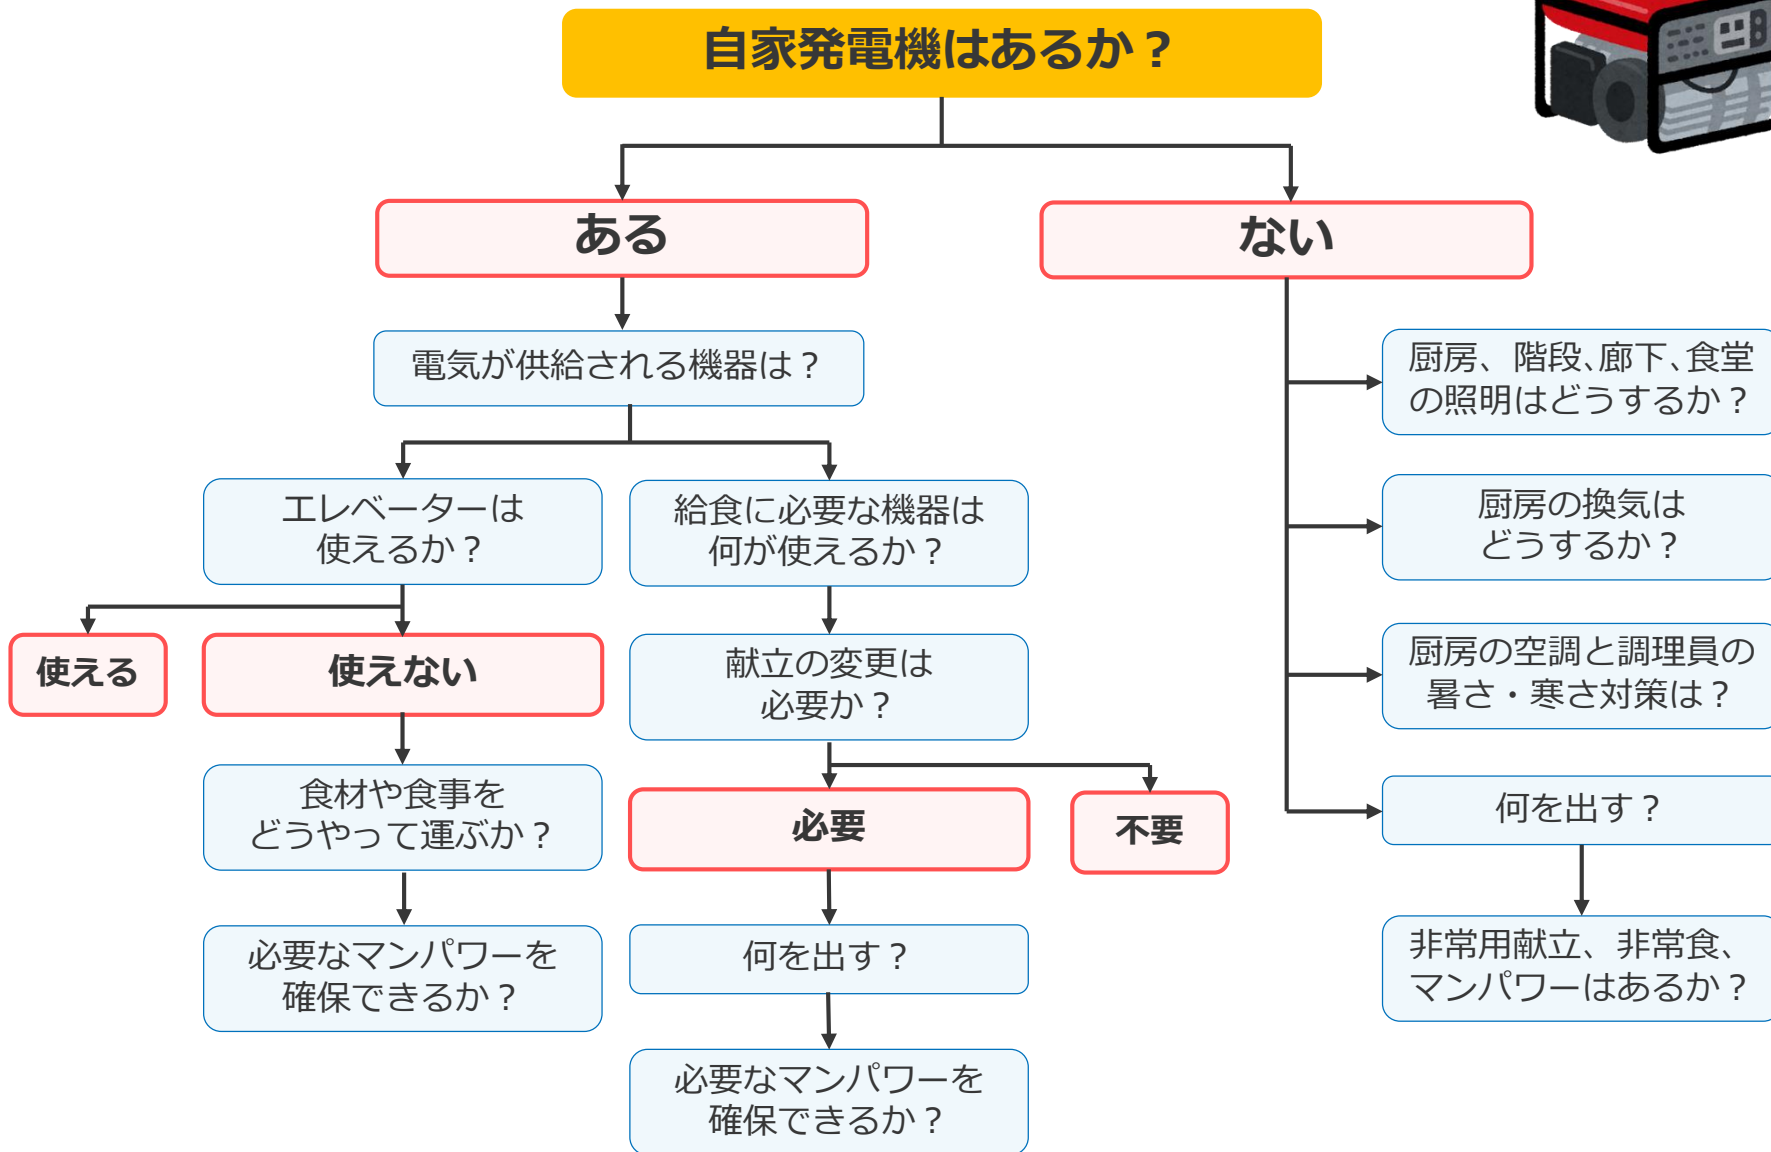 自家発電機はあるか？
ある
ない
電気が供給される機器は？
エレベーターは
使えるか？
給食に必要な機器は
何が使えるか？
使える
使えない
献立の変更は
必要か？
食材や食事を
どうやって運ぶか？
必要
不要
必要なマンパワーを
確保できるか？
何を出す？
必要なマンパワーを
確保できるか？
厨房、階段、廊下、食堂
の照明はどうするか？
厨房の換気は
どうするか？
厨房の空調と調理員の
暑さ・寒さ対策は？
何を出す？
非常用献立、非常食、
マンパワーはあるか？